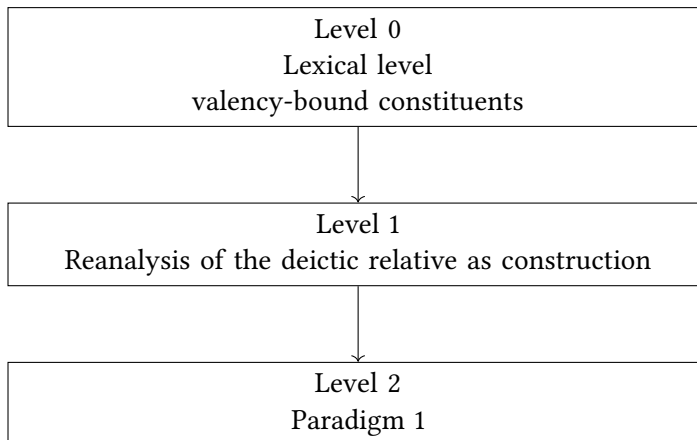 Level 0
Lexical level
valency-bound constituents
Level 1
Reanalysis of the deictic relative as construction
Level 2
Paradigm 1